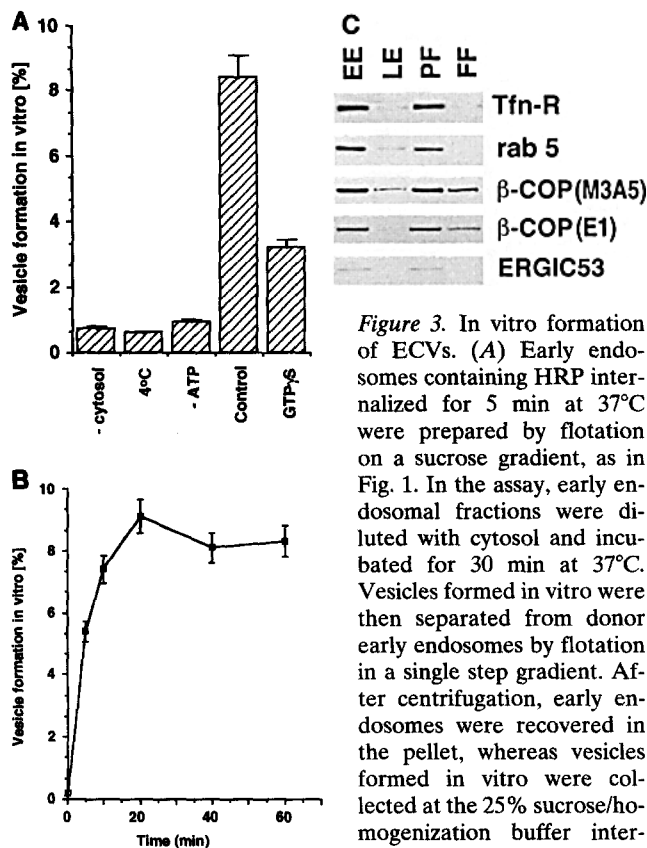 A
Vesicle formation in vitro [%]
10
8
6
4
2
0
- cytosol
4ºC
- ATP
Control
GTPγS
B
Vesicle formation in vitro [%]
10
8
6
4
2
0
0
20
40
60
Time (min)
C
EE LE PF FF
Tfn-R
rab 5
β-COP(M3A5)
β-COP(E1)
ERGIC53
Figure 3. In vitro formation
of ECVs. (A) Early endo-
somes containing HRP inter-
nalized for 5 min at 37°C
were prepared by flotation
on a sucrose gradient, as in
Fig. 1. In the assay, early en-
dosomal fractions were di-
luted with cytosol and incu-
bated for 30 min at 37°C.
Vesicles formed in vitro were
then separated from donor
early endosomes by flotation
in a single step gradient. Af-
ter centrifugation, early en-
dosomes were recovered in
the pellet, whereas vesicles
formed in vitro were col-
lected at the 25% sucrose/ho-
mogenization buffer inter-